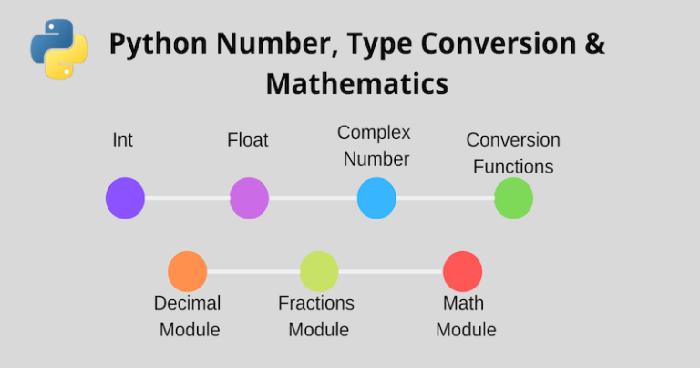 Python Number, Type Conversion &
Mathematics
Int
Float
Complex
Number
Conversion
Functions
Decimal
Module
Fractions
Module
Math
Module